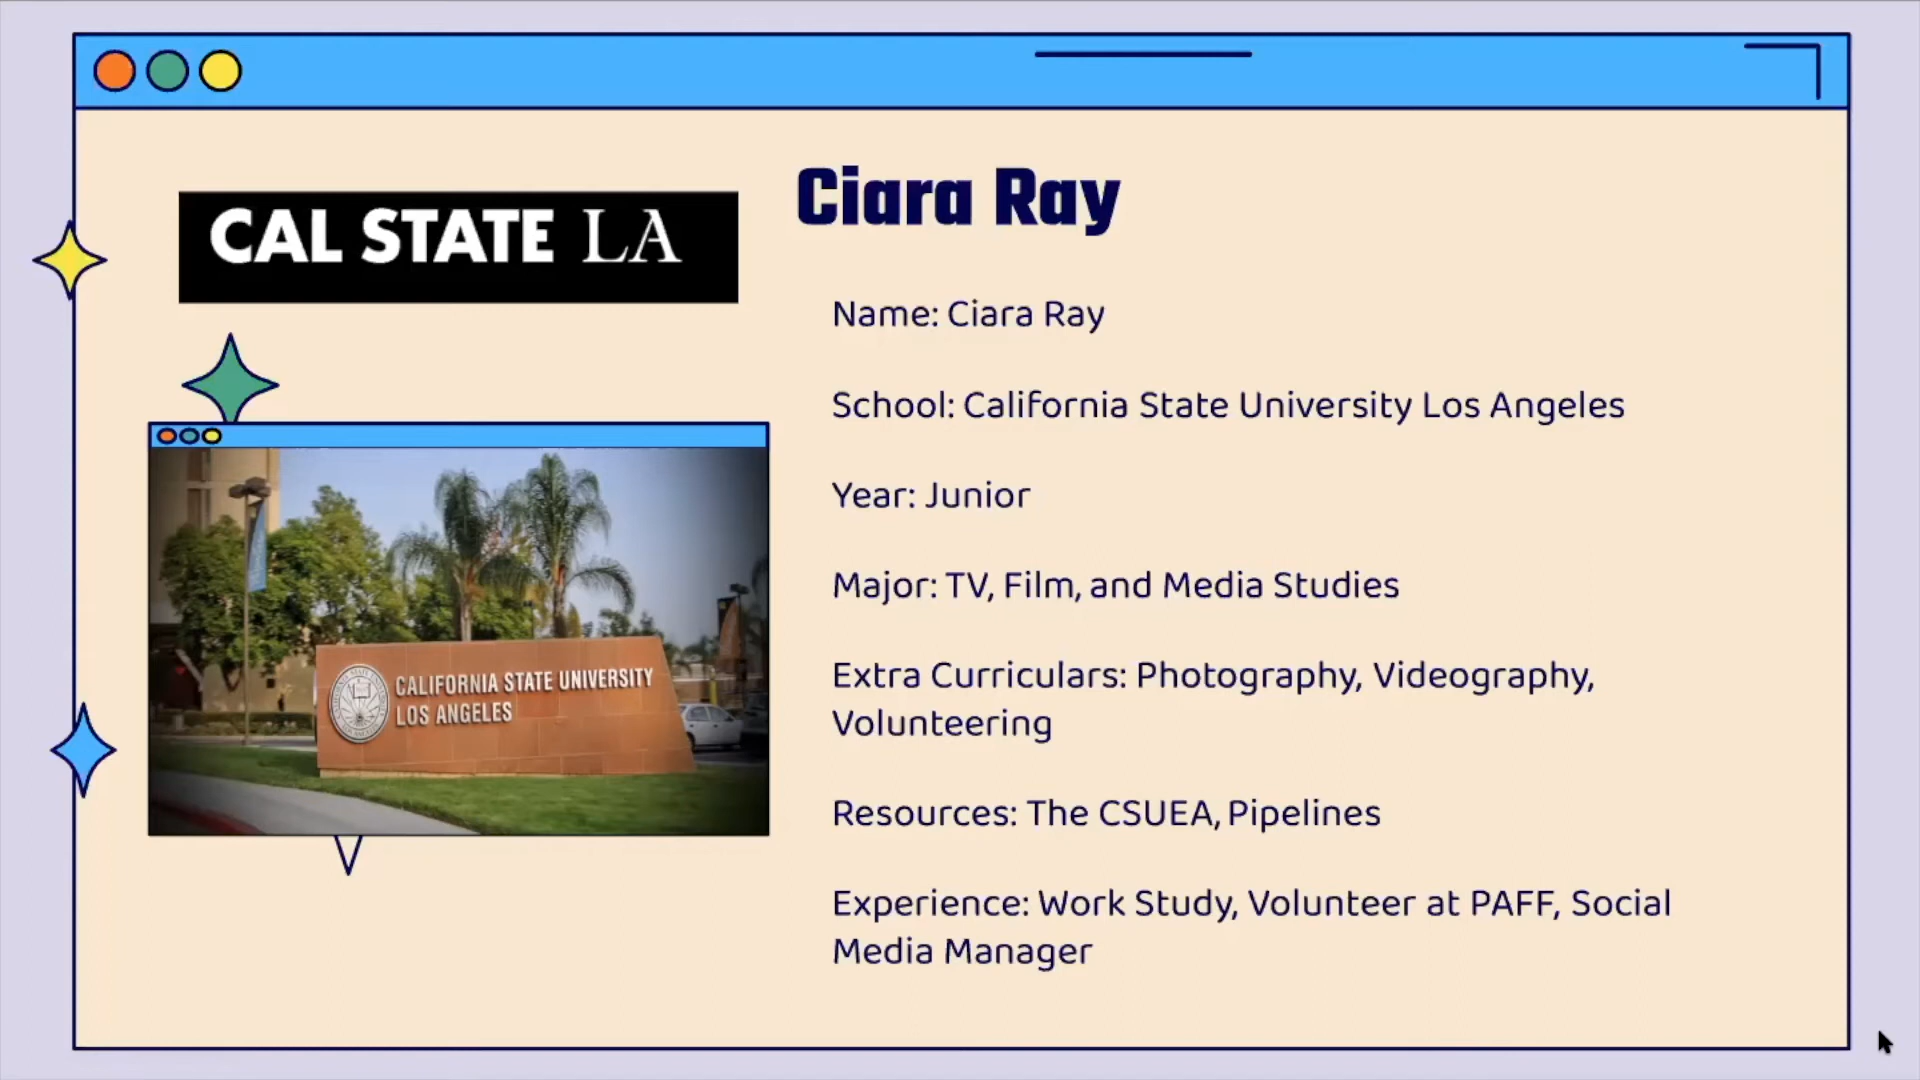 CAL STATE LA
Ciara Ray
Name: Ciara Ray
School: California State University Los Angeles
Year: Junior
Major: TV, Film, and Media Studies
Extra Curriculars: Photography, Videography,
Volunteering
Resources: The CSUEA, Pipelines
Experience: Work Study, Volunteer at PAFF, Social
Media Manager
CALIFORNIA STATE UNIVERSITY
LOS ANGELES